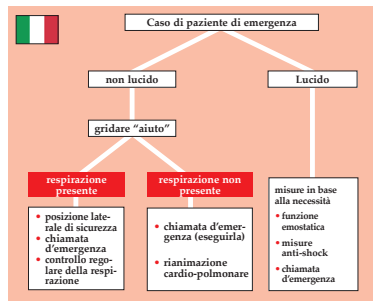 Caso di paziente di emergenza
non lucido
Lucido
gridare “aiuto”
respirazione
presente
respirazione non
presente
• posizione late-
rale di sicurezza
• chiamata
d’emergenza
• controllo rego-
lare della respi-
razione
• chiamata d’emer-
genza (eseguirla)
• rianimazione
cardio-polmonare
misure in base
alla necessità
• funzione
emostatica
• misure
anti-shock
• chiamata
d’emergenza